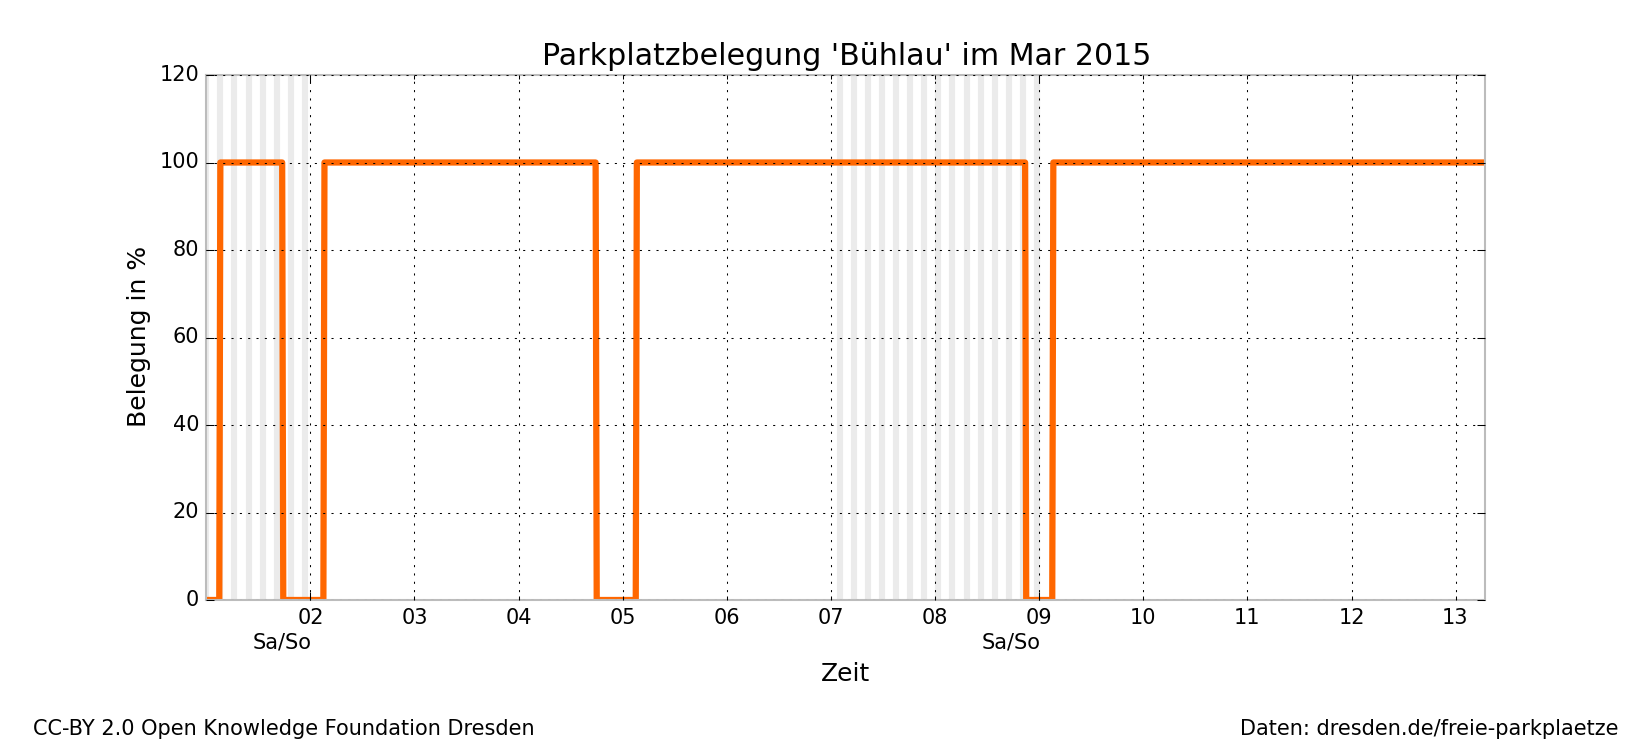 Parkplatzbelegung 'Bühlau' im Mar 2015
120
100
80
60
40
20
0
Belegung in %
02 03 04 05 06 07 08 09 10 11 12 13
Sa/So Sa/So
Zeit
CC-BY 2.0 Open Knowledge Foundation Dresden
Daten: dresden.de/freie-parkplaetze